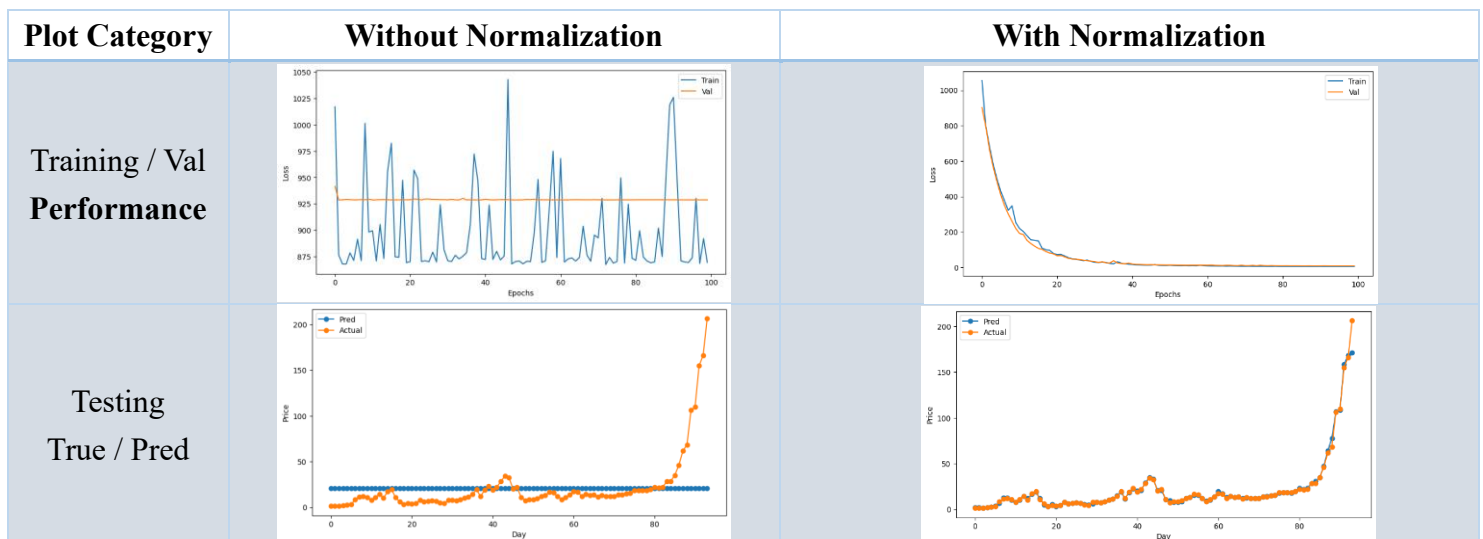 Plot Category Without Normalization With Normalization
Training / Val
Performance
1050
1025
1000
975
950
925
900
875
Loss
0 20 40 60 80 100
Epochs
Train
Val
1000
800
600
400
200
0
Loss
0 20 40 60 80 100
Epochs
Train
Val
Testing
True / Pred
200
150
100
50
0
Price
0 20 40 60 80
Day
Pred
Actual
200
150
100
50
0
Price
0 20 40 60 80
Day
Pred
Actual